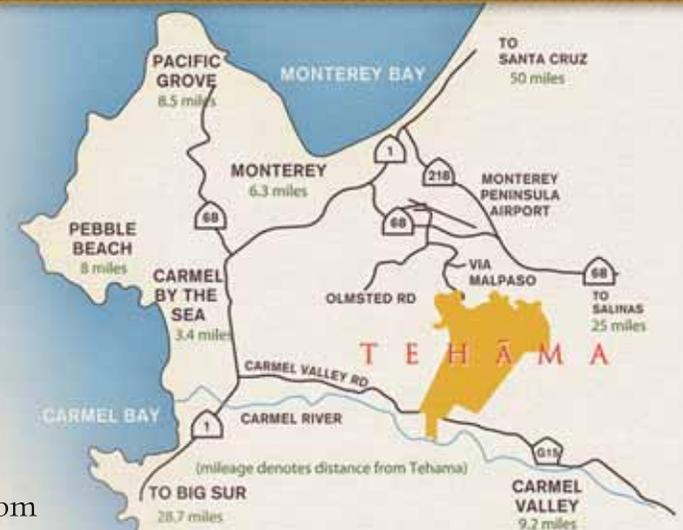 PACIFIC
GROVE
8.5 miles
MONTEREY BAY
TO
SANTA CRUZ
50 miles
1
218
MONTEREY
6.3 miles
MONTEREY
PENINSULA
AIRPORT
68
68
PEBBLE
BEACH
8 miles
CARMEL
BY THE
SEA
3.4 miles
OLMSTED RD
VIA
MALPASO
68
TO
SALINAS
25 miles
TEHĀMA
CARMEL VALLEY RD
CARMEL BAY
1
CARMEL RIVER
G15
(mileage denotes distance from Tehama)
TO BIG SUR
28.7 miles
CARMEL
VALLEY
9.2 miles
om